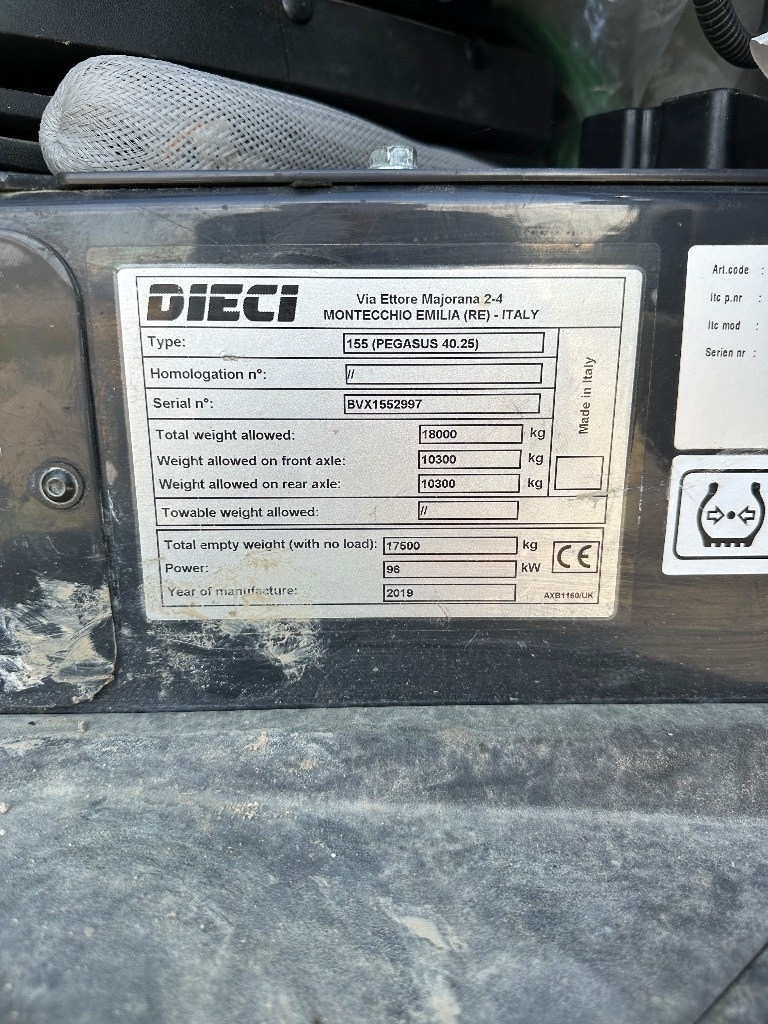 DIECI
Via Ettore Majorana 2-4
MONTECCHIO EMILIA (RE) - ITALY
Type: 155 (PEGASUS 40.25)
Homologation n°: //
Serial n°: BVX1552997
Made in Italy
Total weight allowed: 18000 kg
Weight allowed on front axle: 10300 kg
Weight allowed on rear axle: 10300 kg
Towable weight allowed: //
Total empty weight (with no load): 17500 kg
Power: 96 kW
CE
Year of manufacture: 2019
AXB1160/UK
Art.code :
Itc p.nr :
Itc mod :
Serien nr :